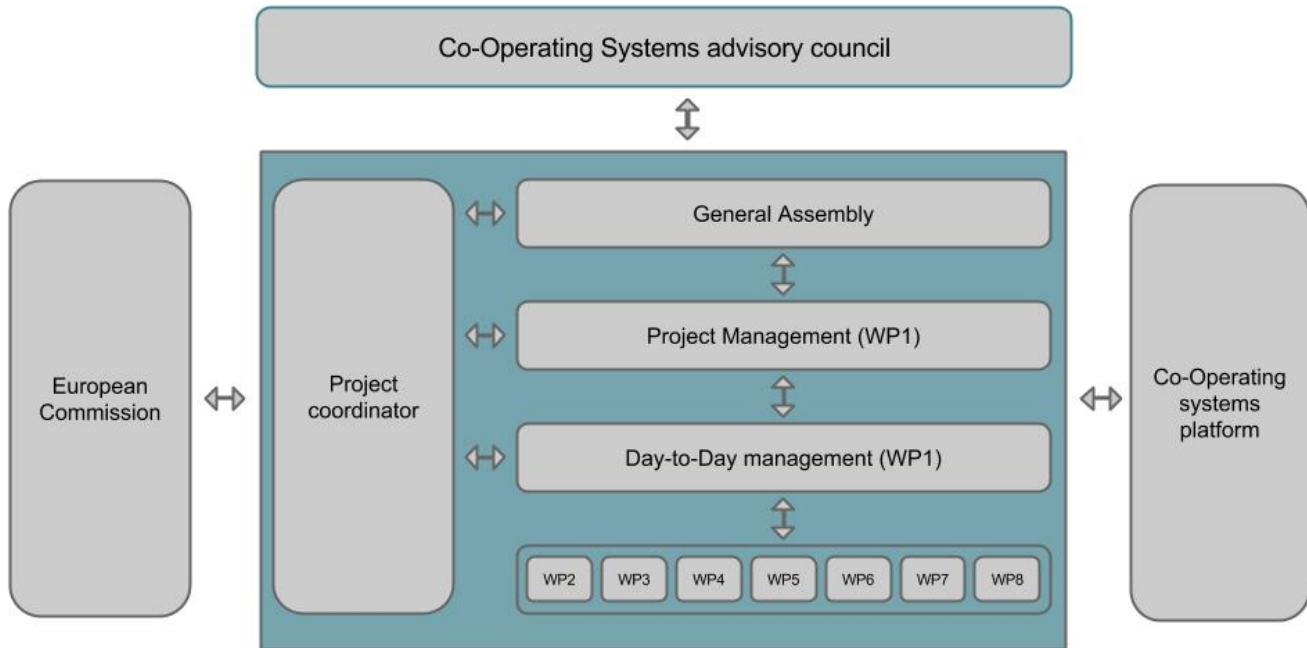 Co-Operating Systems advisory council
General Assembly
Project Management (WP1)
European
Commission
Project
coordinator
Co-Operating
systems
platform
Day-to-Day management (WP1)
WP2 WP3 WP4 WP5 WP6 WP7 WP8